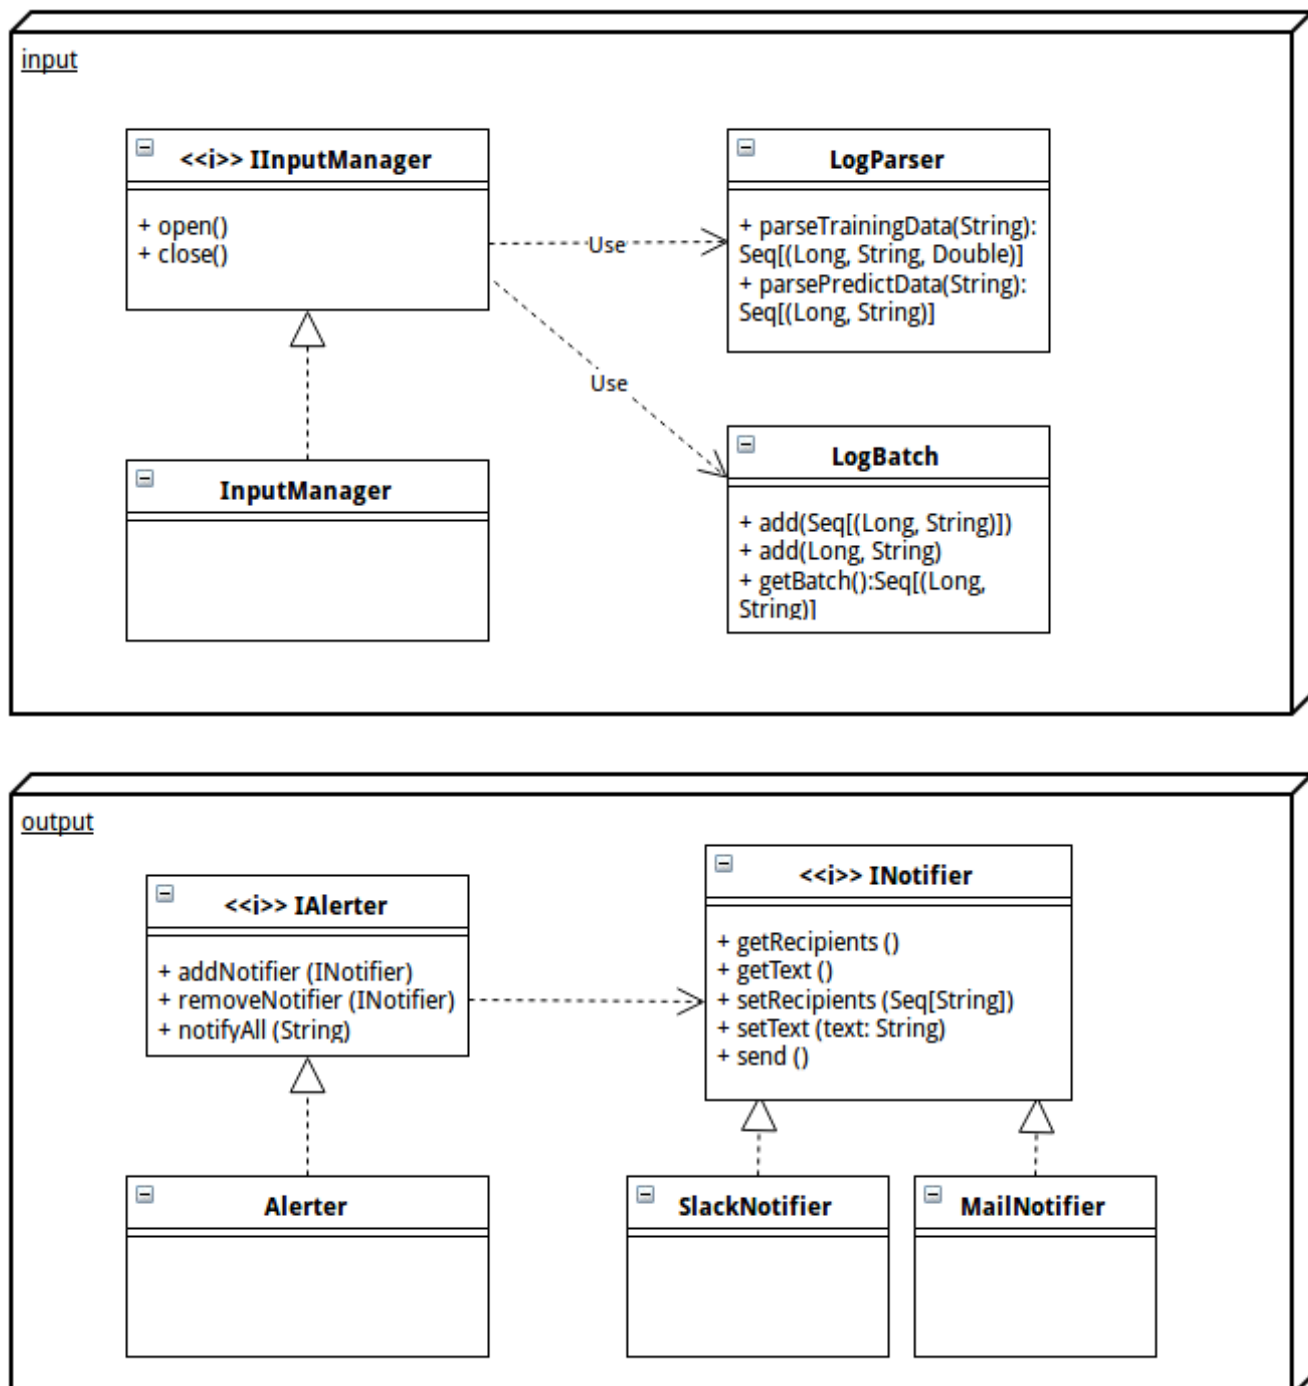 input
<<i>> IInputManager
+ open()
+ close()
LogParser
+ parseTrainingData(String):
Seq[(Long, String, Double)]
+ parsePredictData(String):
Seq[(Long, String)]
Use
Use
InputManager
LogBatch
+ add(Seq[(Long, String)])
+ add(Long, String)
+ getBatch():Seq[(Long,
String)]
output
<<i>> IAlerter
+ addNotifier (INotifier)
+ removeNotifier (INotifier)
+ notifyAll (String)
<<i>> INotifier
+ getRecipients ()
+ getText ()
+ setRecipients (Seq[String])
+ setText (text: String)
+ send ()
Alerter
SlackNotifier
MailNotifier